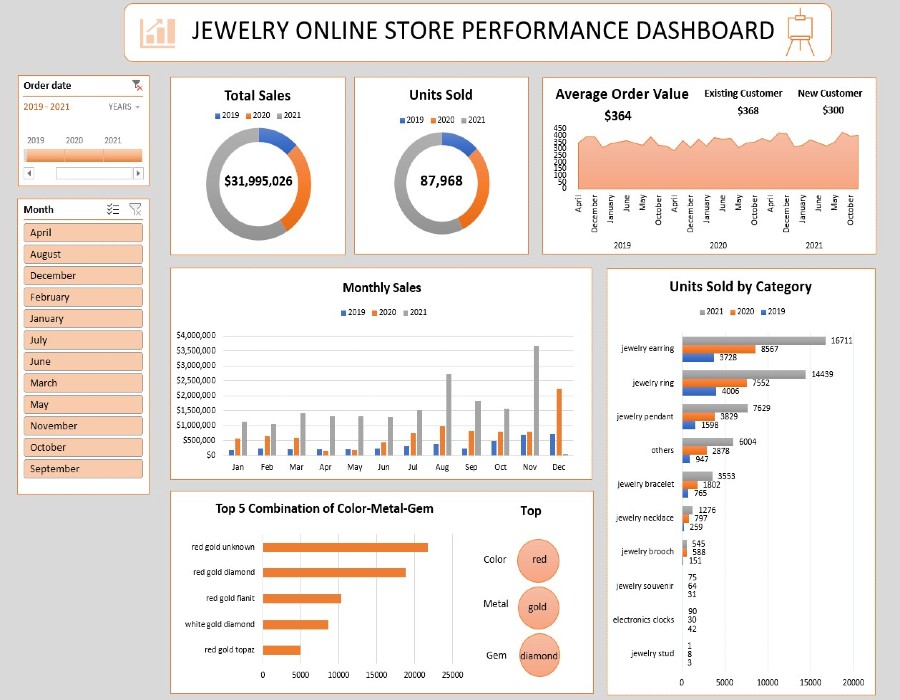 JEWELRY ONLINE STORE PERFORMANCE DASHBOARD
Order date
2019 - 2021 YEARS
2019 2020 2021
Month
April
August
December
February
January
July
June
March
May
November
October
September
Total Sales
2019 2020 2021
$31,995,026
Units Sold
2019 2020 2021
87,968
Average Order Value
$364
Existing Customer
$368
New Customer
$300
450
400
350
300
250
200
150
100
50
0
April December January June May October April December January June May October April December January June May October
2019 2020 2021
Monthly Sales
2019 2020 2021
$4,000,000
$3,500,000
$3,000,000
$2,500,000
$2,000,000
$1,500,000
$1,000,000
$500,000
$0
Jan Feb Mar Apr May Jun Jul Aug Sep Oct Nov Dec
Units Sold by Category
2021 2020 2019
jewelry earring 16711 8567 3728
jewelry ring 14439 7552 4006
jewelry pendant 7629 3829 1598
others 6004 2878 947
jewelry bracelet 3553 1802 765
jewelry necklace 1276 797 259
jewelry brooch 545 588 151
jewelry souvenir 75 64 31
electronics clocks 90 30 42
jewelry stud 1 8 3
0 5000 10000 15000 20000
Top 5 Combination of Color-Metal-Gem
red gold unknown
red gold diamond
red gold fianit
white gold diamond
red gold topaz
0 5000 10000 15000 20000 25000
Top
Color red
Metal gold
Gem diamond